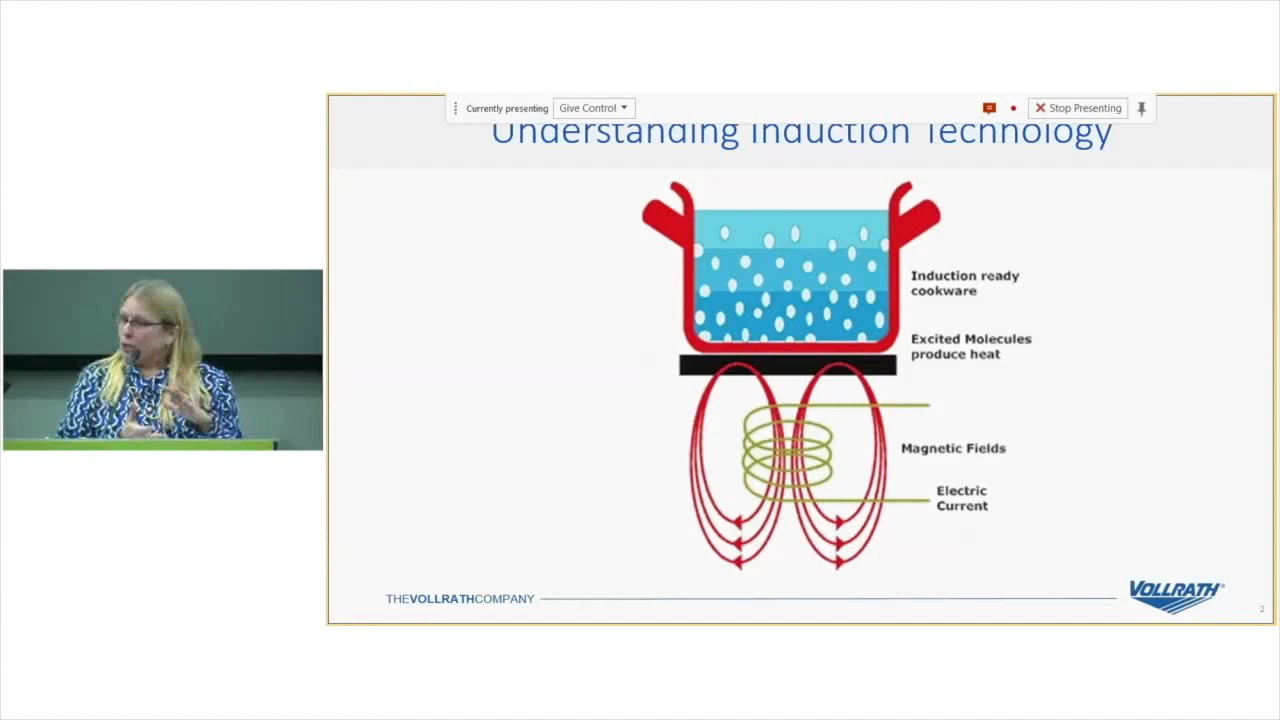 Currently presenting
Give Control
Stop Presenting
Understanding Induction Technology
Induction ready
cookware
Excited Molecules
produce heat
Magnetic Fields
Electric
Current
THEVOLLRATHCOMPANY
VOLLRATH®
2